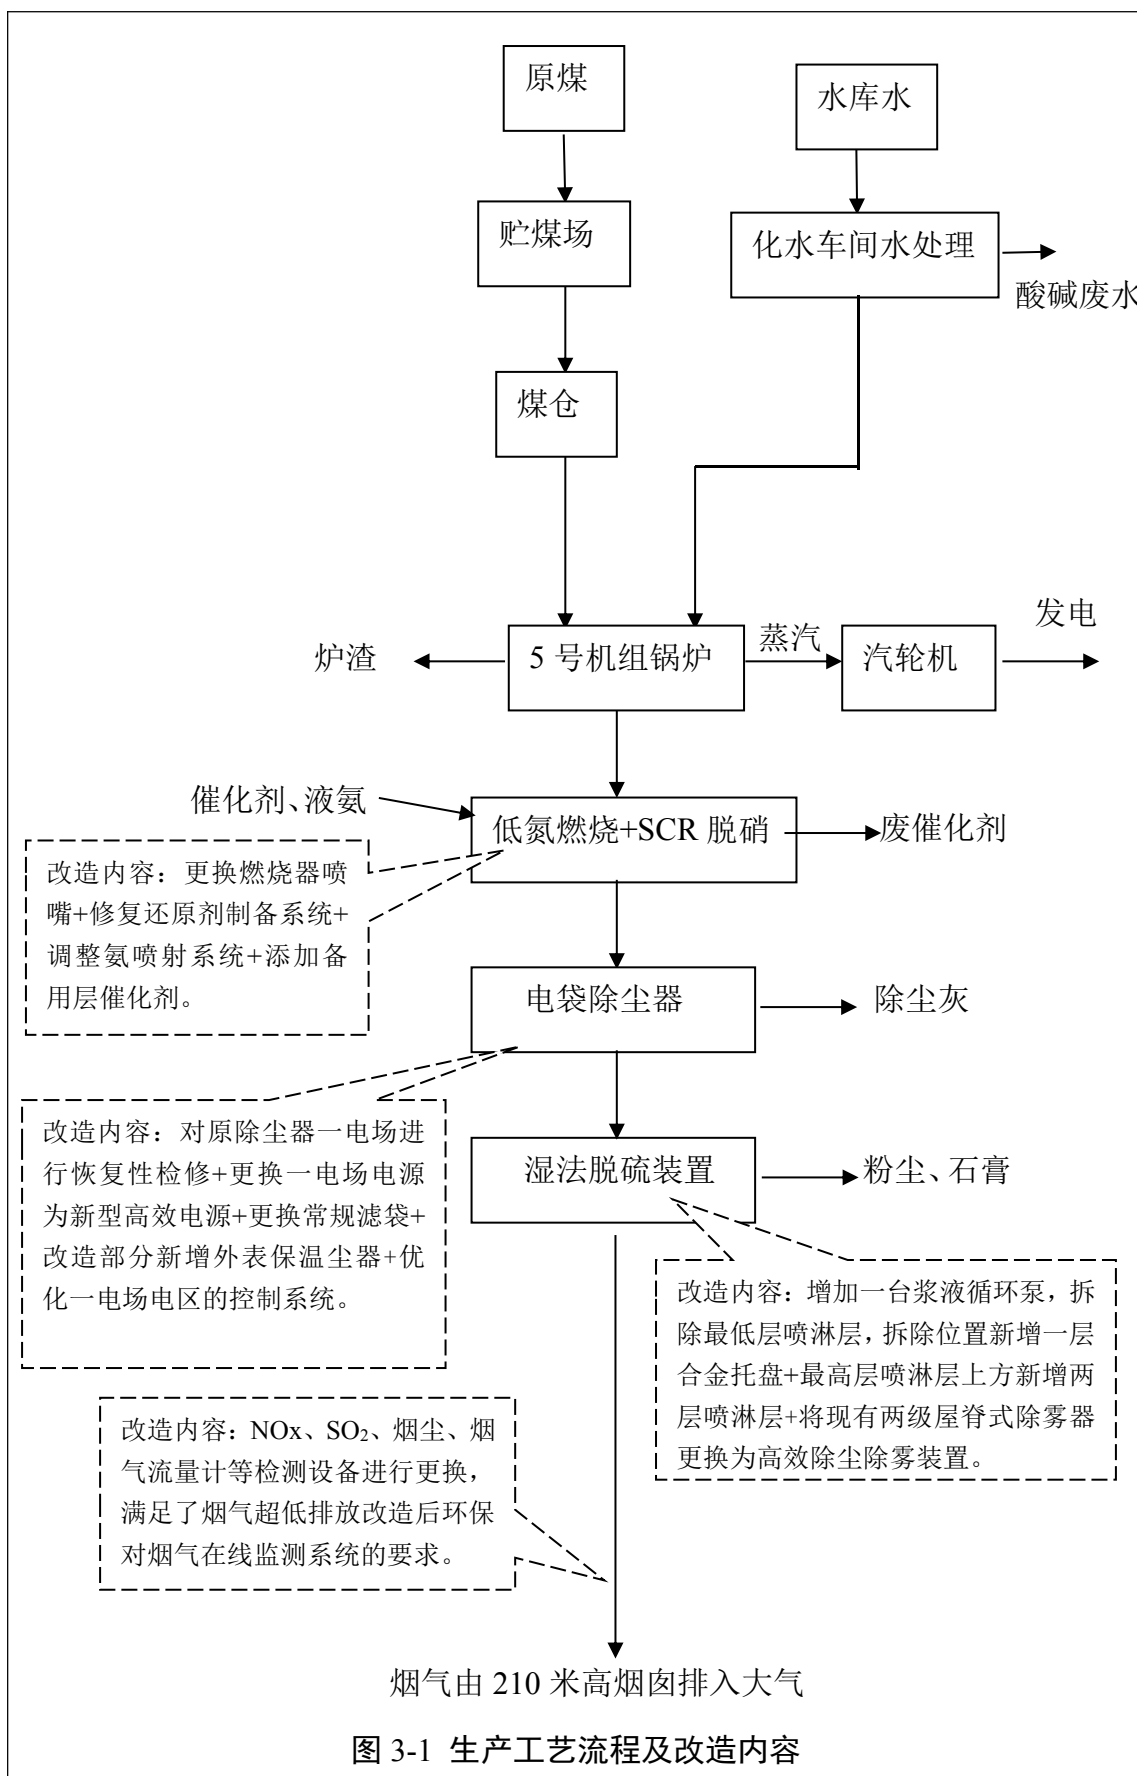 原煤
水库水
贮煤场
化水车间水处理
酸碱废水
煤仓
发电
炉渣
5 号机组锅炉
蒸汽
汽轮机
催化剂、液氨
低氮燃烧+SCR 脱硝
废催化剂
改造内容：更换燃烧器喷
嘴+修复还原剂制备系统+
调整氨喷射系统+添加备
用层催化剂。
电袋除尘器
除尘灰
改造内容：对原除尘器一电场进
行恢复性检修+更换一电场电源
为新型高效电源+更换常规滤袋+
改造部分新增外表保温尘器+优
化一电场电区的控制系统。
湿法脱硫装置
粉尘、石膏
改造内容：增加一台浆液循环泵，拆
除最低层喷淋层，拆除位置新增一层
合金托盘+最高层喷淋层上方新增两
层喷淋层+将现有两级屋脊式除雾器
更换为高效除尘除雾装置。
改造内容：NOx、SO₂、烟尘、烟
气流量计等检测设备进行更换，
满足了烟气超低排放改造后环保
对烟气在线监测系统的要求。
烟气由 210 米高烟囱排入大气
图 3-1 生产工艺流程及改造内容